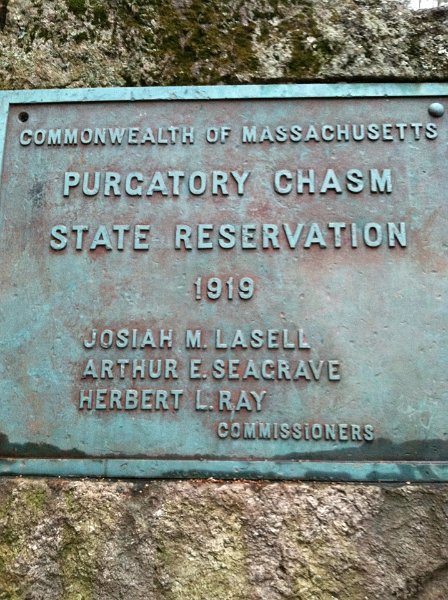 COMMONWEALTH OF MASSACHUSETTS
PURGATORY CHASM
STATE RESERVATION
1919
JOSIAH M. LASELL
ARTHUR E. SEAGRAVE
HERBERT L. RAY
COMMISSIONERS